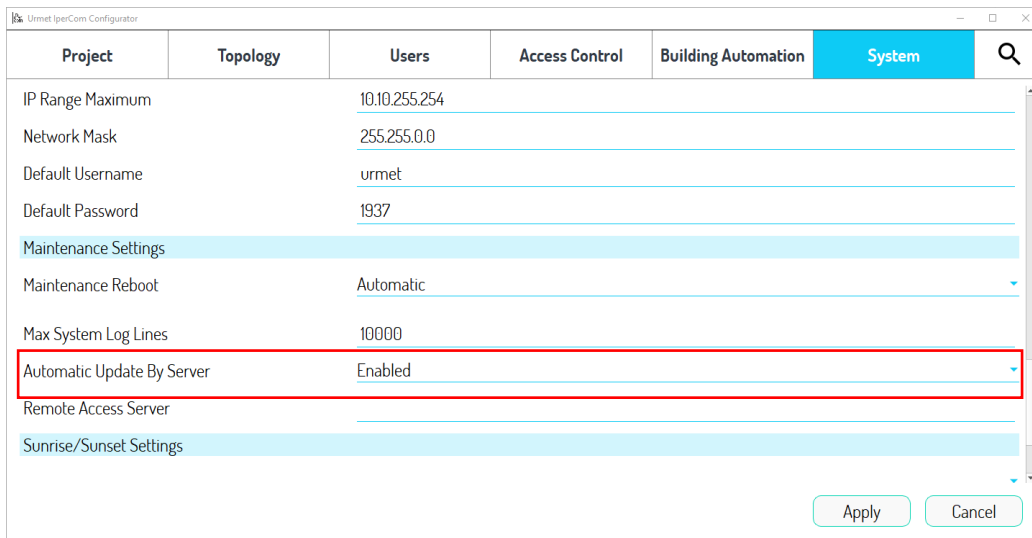 Urmet IperCom Configurator
Project Topology Users Access Control Building Automation System
IP Range Maximum 10.10.255.254
Network Mask 255.255.0.0
Default Username urmet
Default Password 1937
Maintenance Settings
Maintenance Reboot Automatic
Max System Log Lines 10000
Automatic Update By Server Enabled
Remote Access Server
Sunrise/Sunset Settings
Apply Cancel